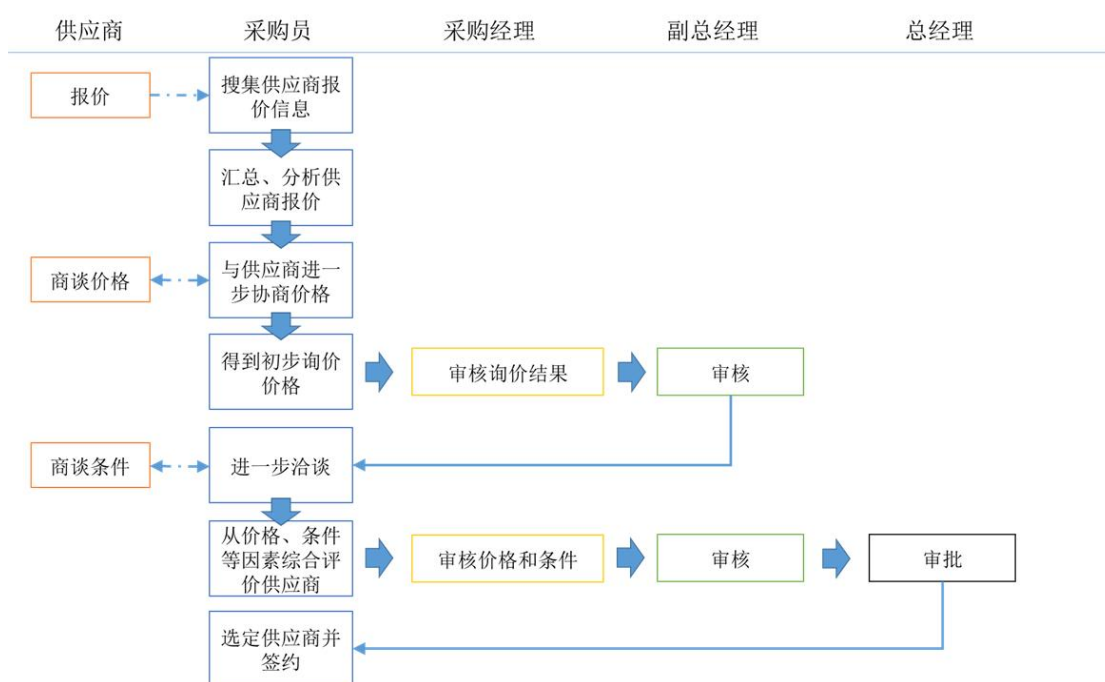 供应商 采购员 采购经理 副总经理 总经理
报价
搜集供应商报
价信息
汇总、分析供
应商报价
商谈价格
与供应商进一
步协商价格
得到初步询价
价格
审核询价结果
审核
商谈条件
进一步洽谈
从价格、条件
等因素综合评
价供应商
审核价格和条件
审核
审批
选定供应商并
签约